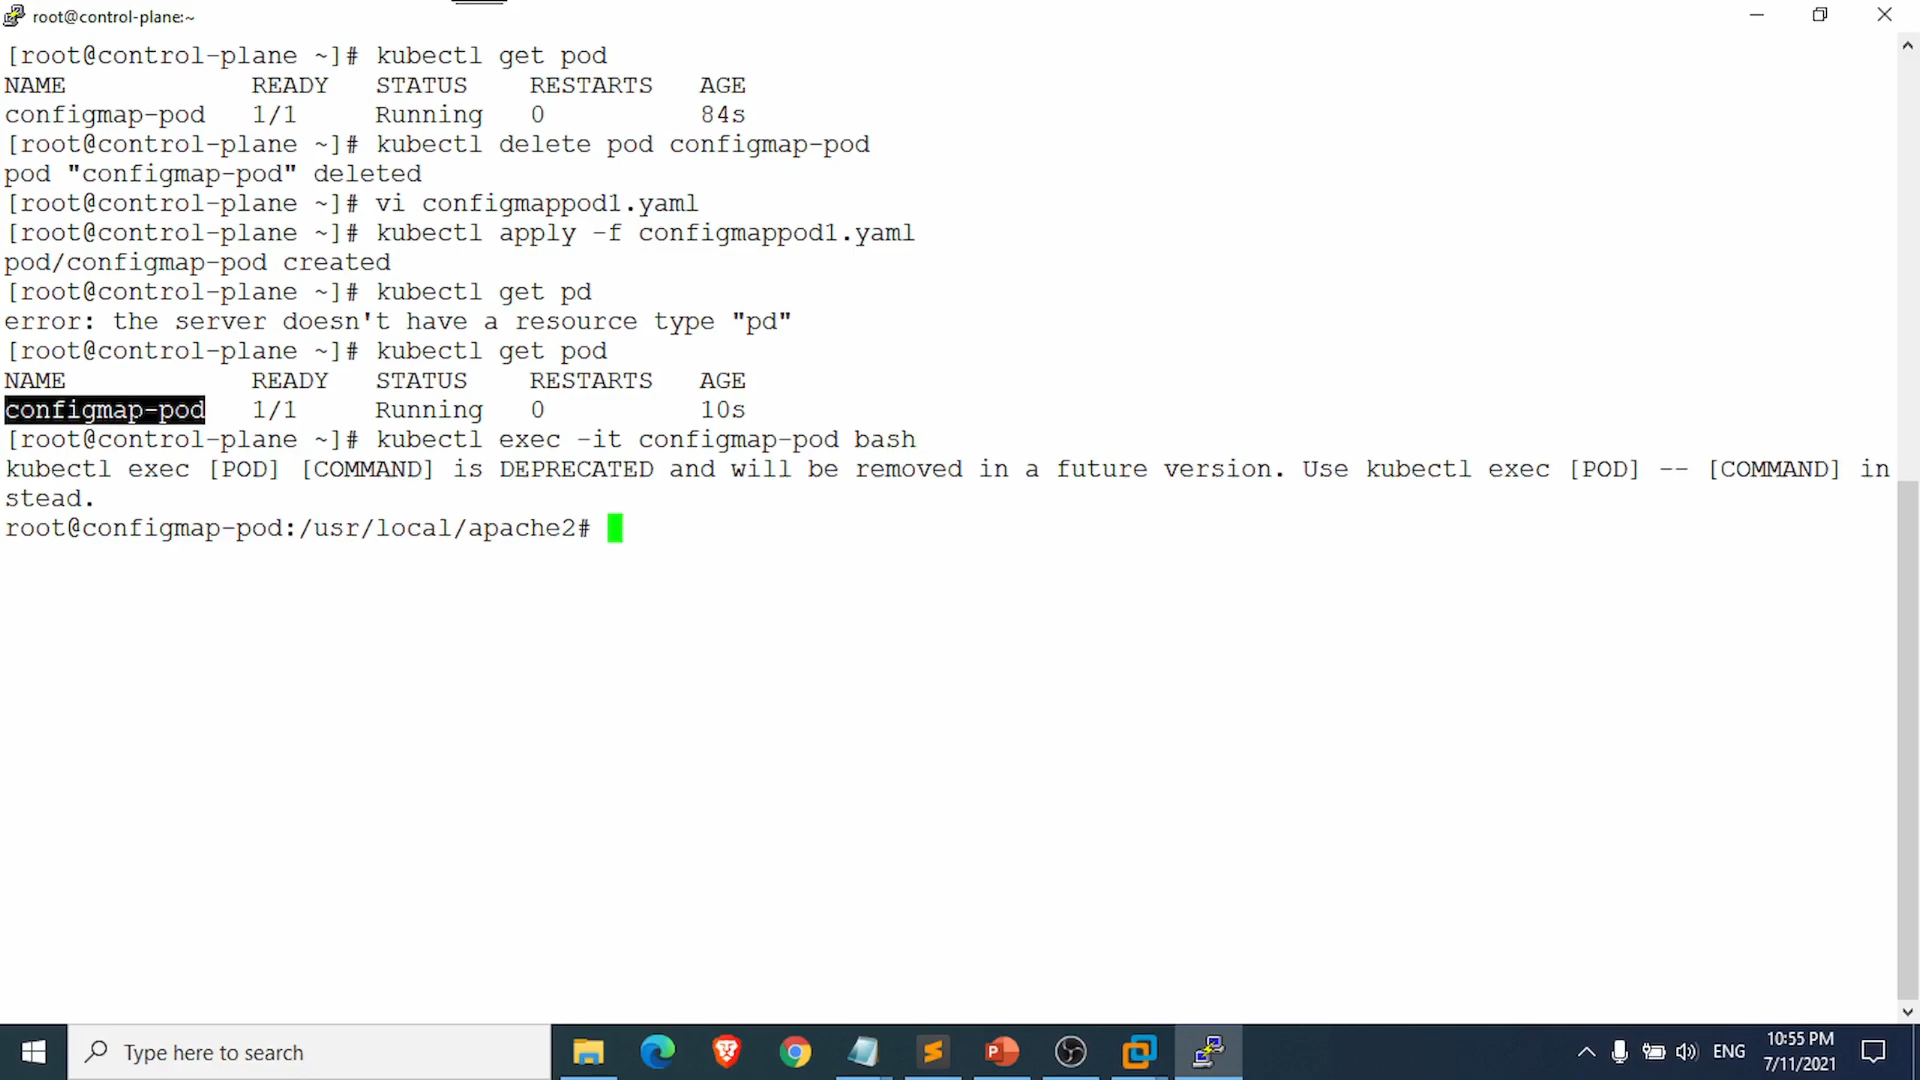 root@control-plane:~
[root@control-plane ~]# kubectl get pod
NAME READY STATUS RESTARTS AGE
configmap-pod 1/1 Running 0 84s
[root@control-plane ~]# kubectl delete pod configmap-pod
pod "configmap-pod" deleted
[root@control-plane ~]# vi configmappod1.yaml
[root@control-plane ~]# kubectl apply -f configmappod1.yaml
pod/configmap-pod created
[root@control-plane ~]# kubectl get pd
error: the server doesn't have a resource type "pd"
[root@control-plane ~]# kubectl get pod
NAME READY STATUS RESTARTS AGE
configmap-pod 1/1 Running 0 10s
[root@control-plane ~]# kubectl exec -it configmap-pod bash
kubectl exec [POD] [COMMAND] is DEPRECATED and will be removed in a future version. Use kubectl exec [POD] -- [COMMAND] in
stead.
root@configmap-pod:/usr/local/apache2#
Type here to search
ENG
10:55 PM
7/11/2021